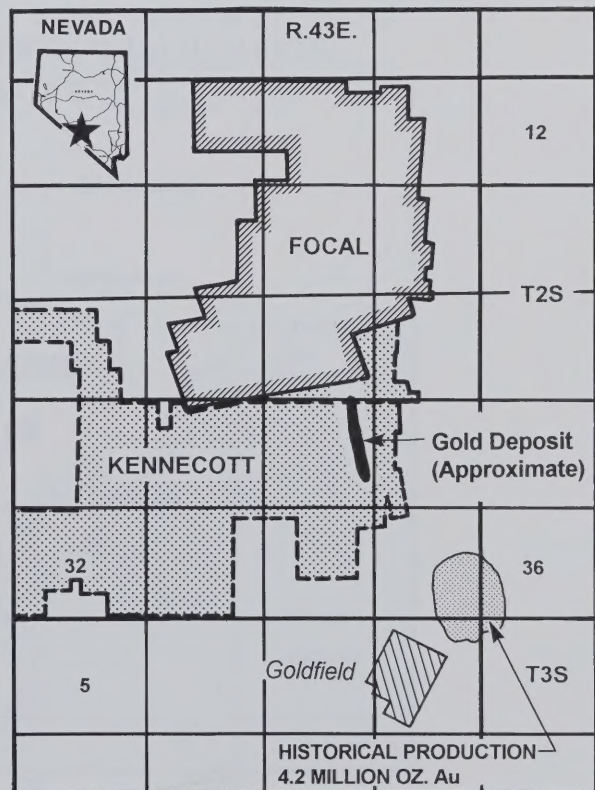 NEVADA
R.43E.
12
FOCAL
T2S
KENNECOTT
Gold Deposit
(Approximate)
32
36
Goldfield
5
T3S
HISTORICAL PRODUCTION
4.2 MILLION OZ. Au